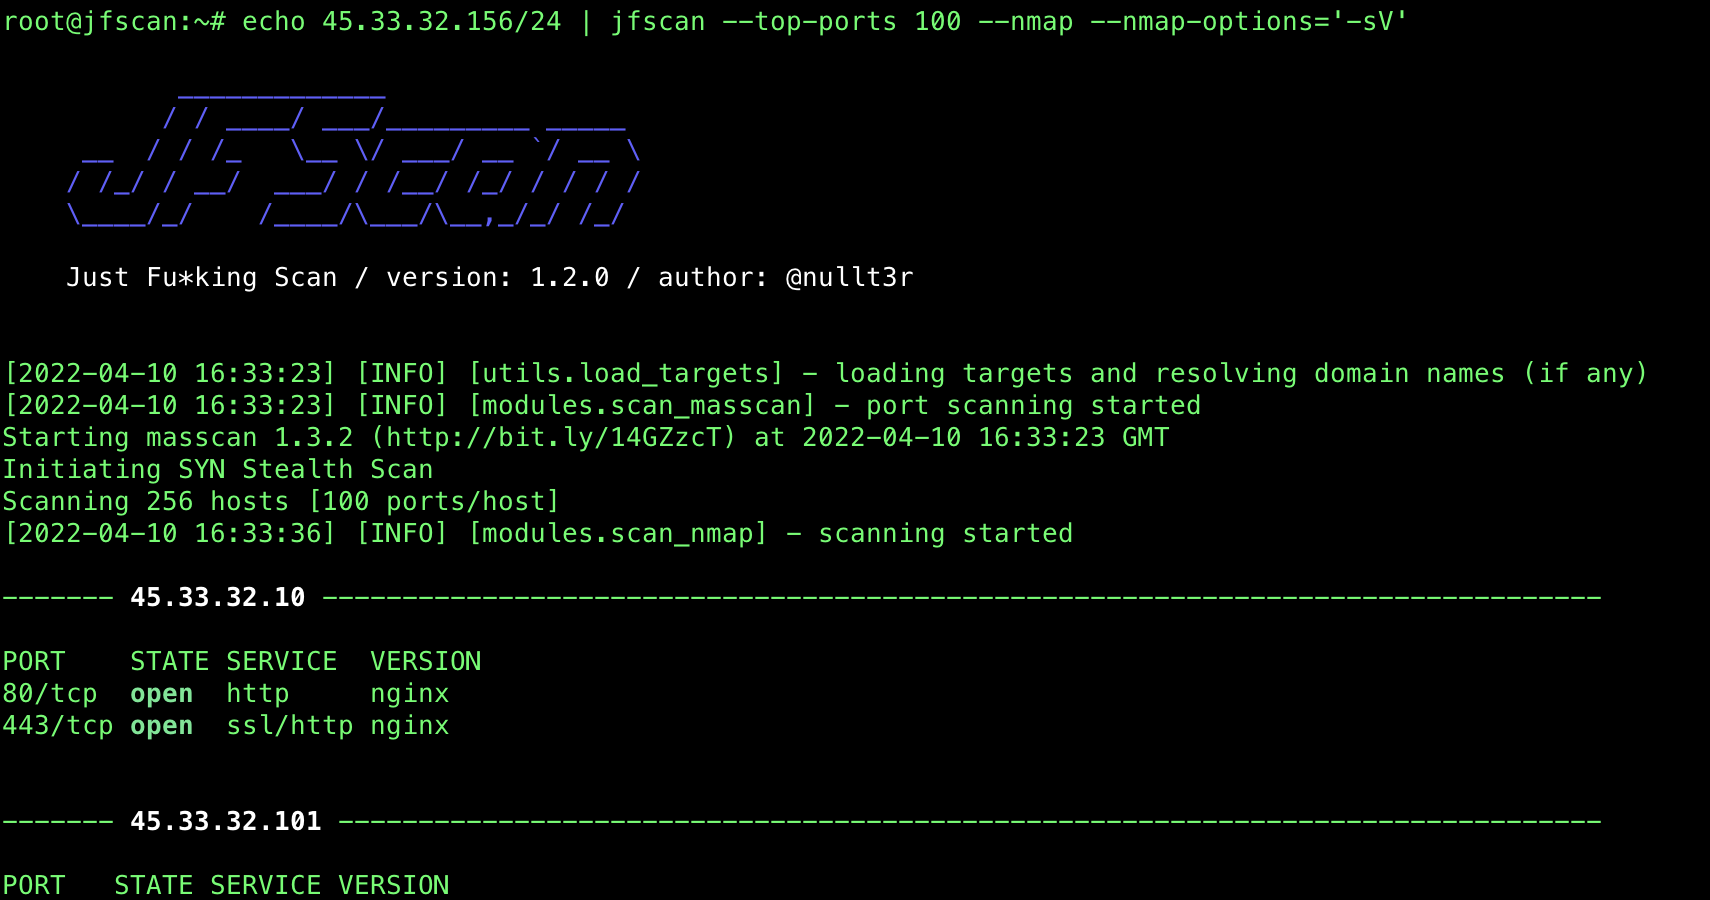 root@jfscan:~# echo 45.33.32.156/24 | jfscan --top-ports 100 --nmap --nmap-options='-sV'
JFScan
Just Fu*king Scan / version: 1.2.0 / author: @nullt3r
[2022-04-10 16:33:23] [INFO] [utils.load_targets] - loading targets and resolving domain names (if any)
[2022-04-10 16:33:23] [INFO] [modules.scan_masscan] - port scanning started
Starting masscan 1.3.2 (http://bit.ly/14GZzcT) at 2022-04-10 16:33:23 GMT
Initiating SYN Stealth Scan
Scanning 256 hosts [100 ports/host]
[2022-04-10 16:33:36] [INFO] [modules.scan_nmap] - scanning started
------- 45.33.32.10 --------------------------------------------------------------------------------
PORT    STATE SERVICE  VERSION
80/tcp  open  http     nginx
443/tcp open  ssl/http nginx
------- 45.33.32.101 -------------------------------------------------------------------------------
PORT   STATE SERVICE VERSION